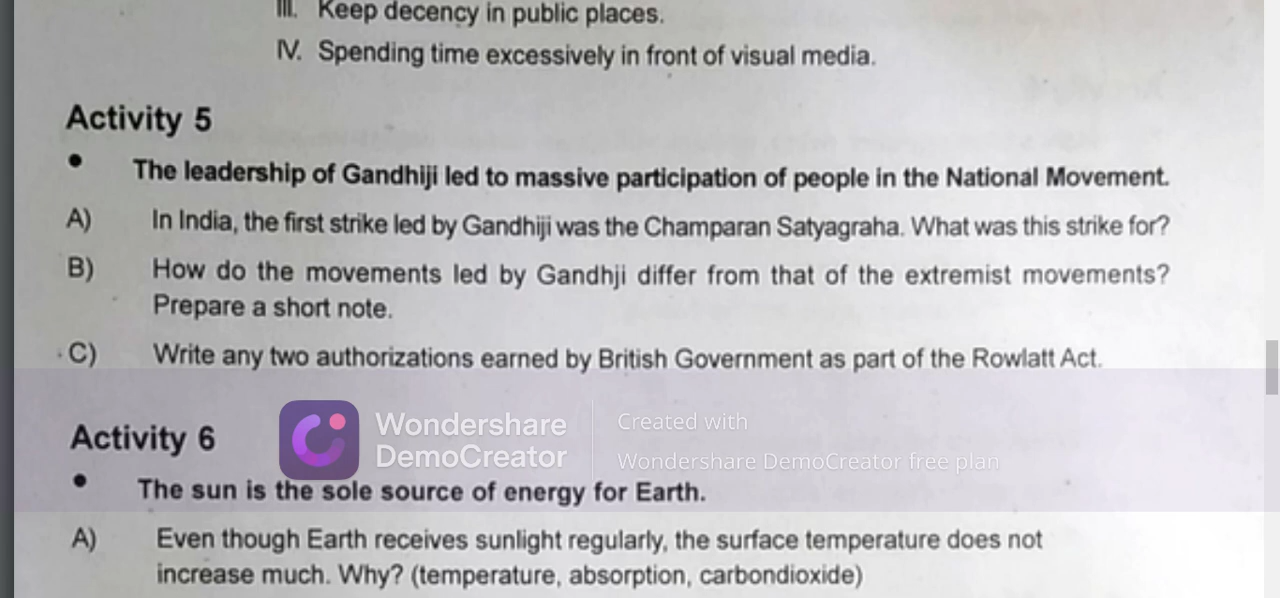 III. Keep decency in public places.
IV. Spending time excessively in front of visual media.
Activity 5
• The leadership of Gandhiji led to massive participation of people in the National Movement.
A) In India, the first strike led by Gandhiji was the Champaran Satyagraha. What was this strike for?
B) How do the movements led by Gandhji differ from that of the extremist movements?
Prepare a short note.
C) Write any two authorizations earned by British Government as part of the Rowlatt Act.
Wondershare
DemoCreator
Created with
Wondershare DemoCreator free plan
Activity 6
• The sun is the sole source of energy for Earth.
A) Even though Earth receives sunlight regularly, the surface temperature does not
increase much. Why? (temperature, absorption, carbondioxide)